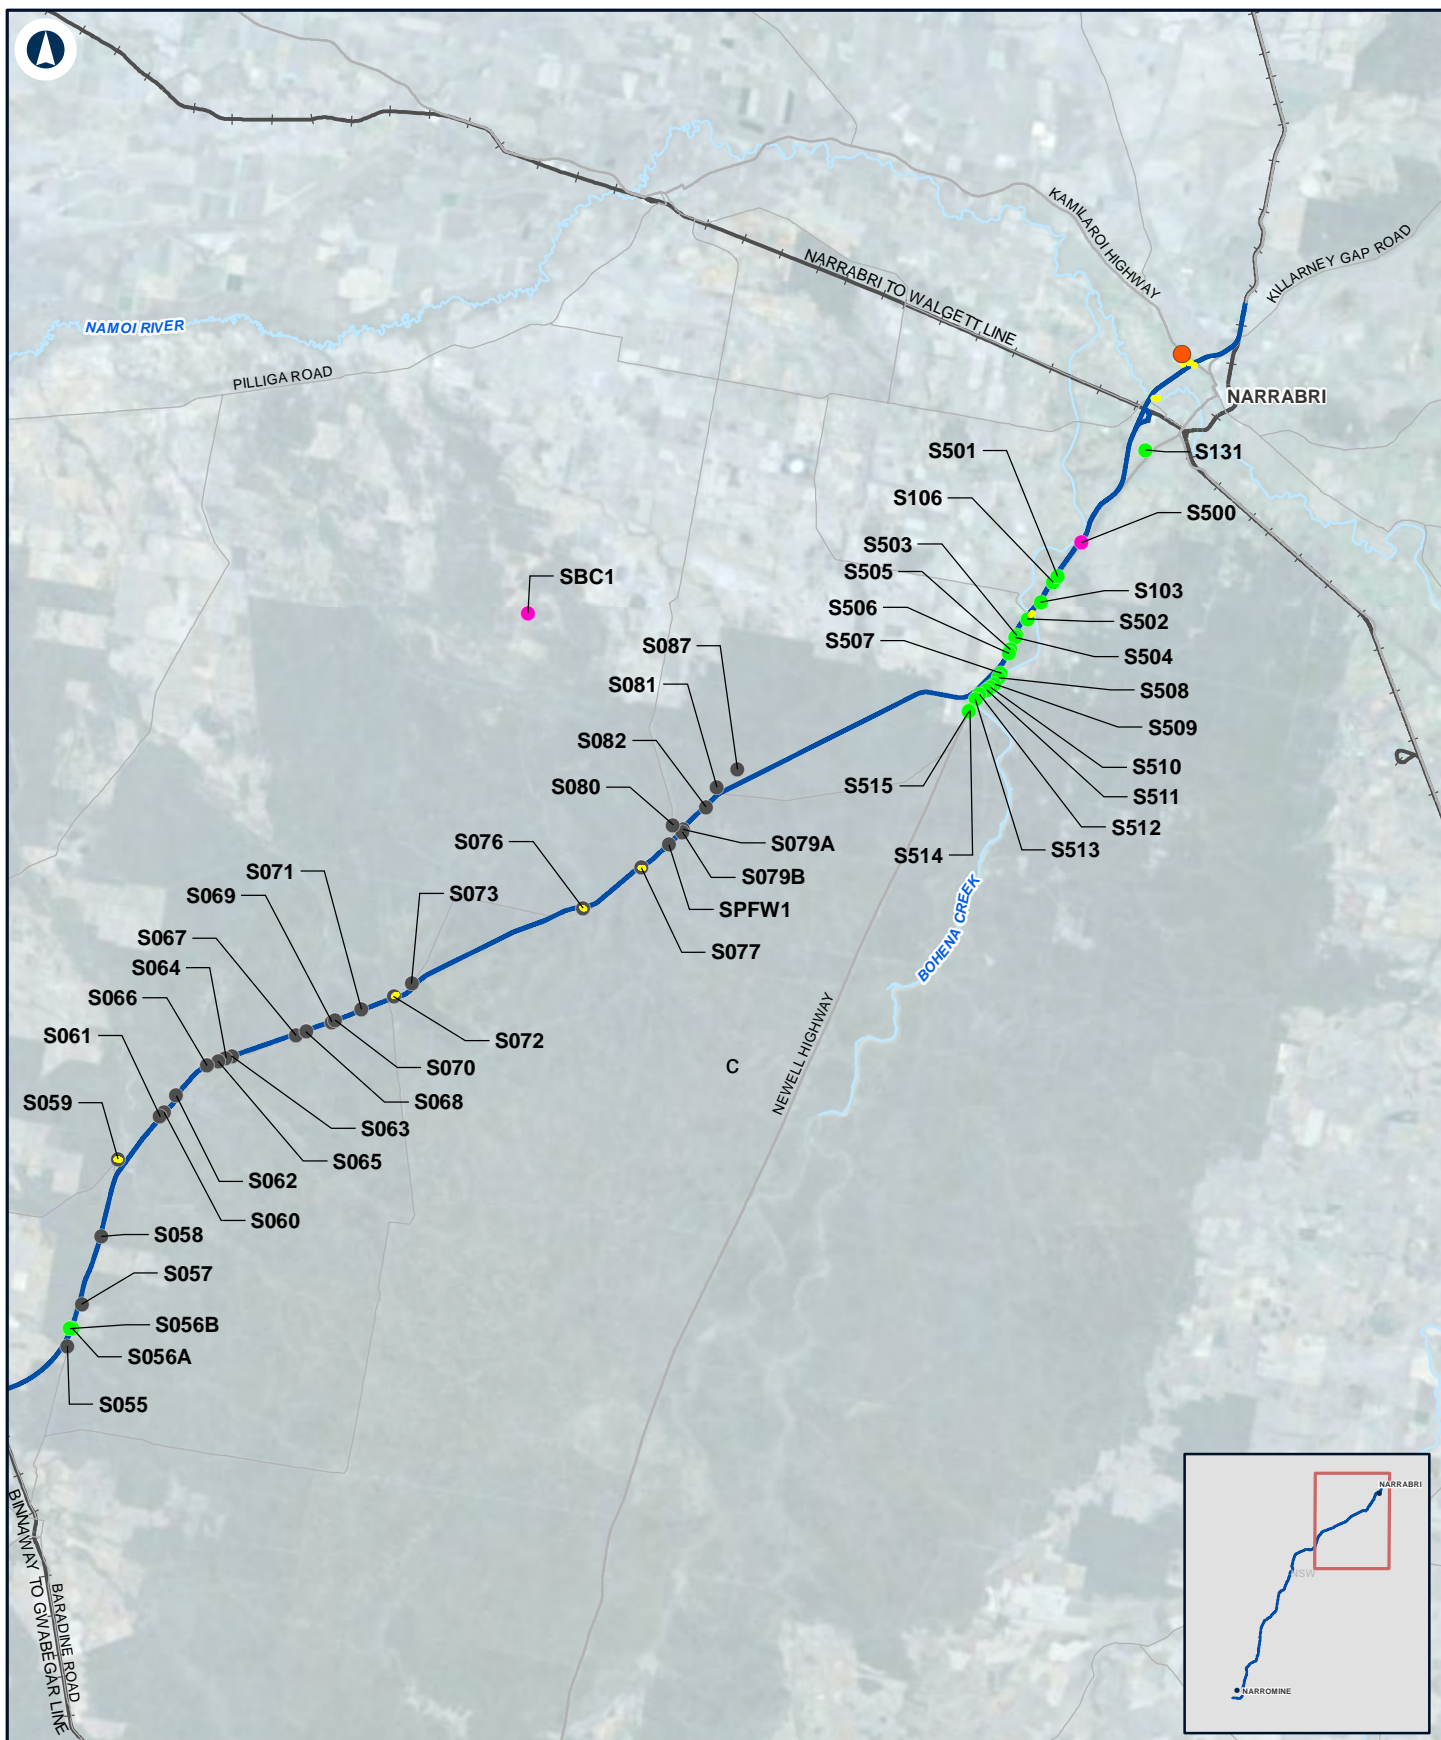 KAMILAROI HIGHWAY
KILLARNEY GAP ROAD
NARRABRI TO WALGETT LINE
NAMOI RIVER
PILLIGA ROAD
NARRABRI
S501
S131
S106
S500
S503
S505
SBC1
S103
S506
S502
S507
S087
S504
S081
S508
S509
S082
S510
S080
S515
S511
S512
S079A
S076
S513
S514
S071
S079B
S073
SPFW1
S069
BOHENA CREEK
S067
S077
S064
S066
NEWELL HIGHWAY
S061
S072
S070
C
S059
S068
S063
S065
S062
S060
S058
S057
S056B
S056A
S055
BINNAWAY TO GWABEGAR LINE
BARADINE ROAD
NARRABRI
NSW
NARROMINE